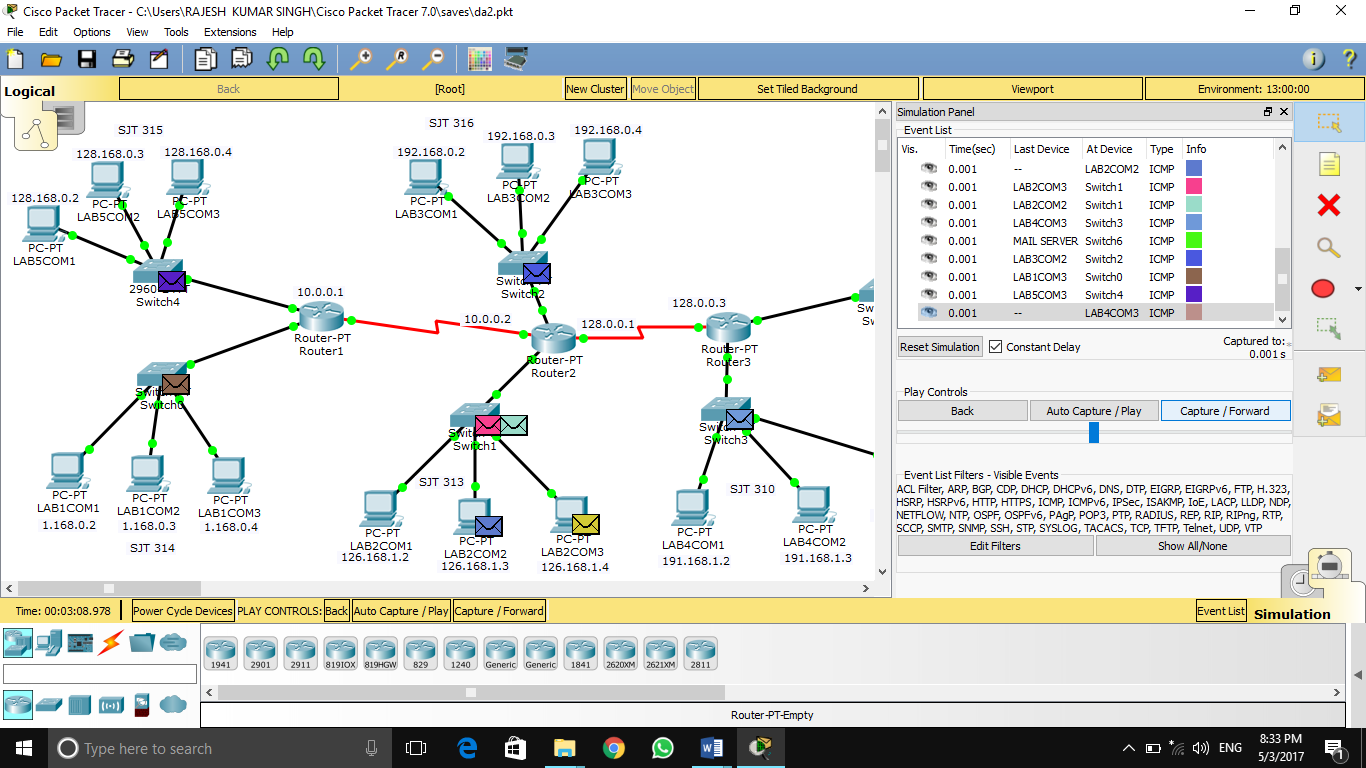 Cisco Packet Tracer - C:\Users\RAJESH KUMAR SINGH\Cisco Packet Tracer 7.0\saves\da2.pkt
File Edit Options View Tools Extensions Help
Logical Back [Root] New Cluster Move Object Set Tiled Background Viewport Environment: 13:00:00
SJT 315
128.168.0.3
128.168.0.4
PC-PT
LAB5COM2
PC-PT
LAB5COM3
128.168.0.2
PC-PT
LAB5COM1
Switch4
SJT 316
192.168.0.2
192.168.0.3
192.168.0.4
PC-PT
LAB3COM1
PC-PT
LAB3COM2
PC-PT
LAB3COM3
Switch2
10.0.0.1
Router-PT
Router1
10.0.0.2
128.0.0.1
Router-PT
Router2
128.0.0.3
Router-PT
Router3
Switch0
PC-PT
LAB1COM1
1.168.0.2
PC-PT
LAB1COM2
1.168.0.3
PC-PT
LAB1COM3
1.168.0.4
SJT 314
Switch1
SJT 313
PC-PT
LAB2COM1
126.168.1.2
PC-PT
LAB2COM2
126.168.1.3
PC-PT
LAB2COM3
126.168.1.4
Switch3
SJT 310
PC-PT
LAB4COM1
191.168.1.2
PC-PT
LAB4COM2
191.168.1.3
Simulation Panel
Event List
Vis. Time(sec) Last Device At Device Type Info
0.001 -- LAB2COM2 ICMP
0.001 LAB2COM3 Switch1 ICMP
0.001 LAB2COM2 Switch1 ICMP
0.001 LAB4COM3 Switch3 ICMP
0.001 MAIL SERVER Switch6 ICMP
0.001 LAB3COM2 Switch2 ICMP
0.001 LAB1COM3 Switch0 ICMP
0.001 LAB5COM3 Switch4 ICMP
0.001 -- LAB4COM3 ICMP
Reset Simulation Constant Delay Captured to:*
0.001 s
Play Controls
Back Auto Capture / Play Capture / Forward
Event List Filters - Visible Events
ACL Filter, ARP, BGP, CDP, DHCP, DHCPv6, DNS, DTP, EIGRP, EIGRPv6, FTP, H.323,
HSRP, HSRPv6, HTTP, HTTPS, ICMP, ICMPv6, IPSec, ISAKMP, IoE, LACP, LLDP, NDP,
NETFLOW, NTP, OSPF, OSPFv6, PAgP, POP3, PTP, RADIUS, REP, RIP, RIPng, RTP,
SCCP, SMTP, SNMP, SSH, STP, SYSLOG, TACACS, TCP, TFTP, Telnet, UDP, VTP
Edit Filters Show All/None
Time: 00:03:08.978 Power Cycle Devices PLAY CONTROLS: Back Auto Capture / Play Capture / Forward Event List Simulation
1941 2901 2911 819IOX 819HGW 829 1240 Generic Generic 1841 2620XM 2621XM 2811
Router-PT-Empty
Type here to search
ENG
8:33 PM
5/3/2017
1